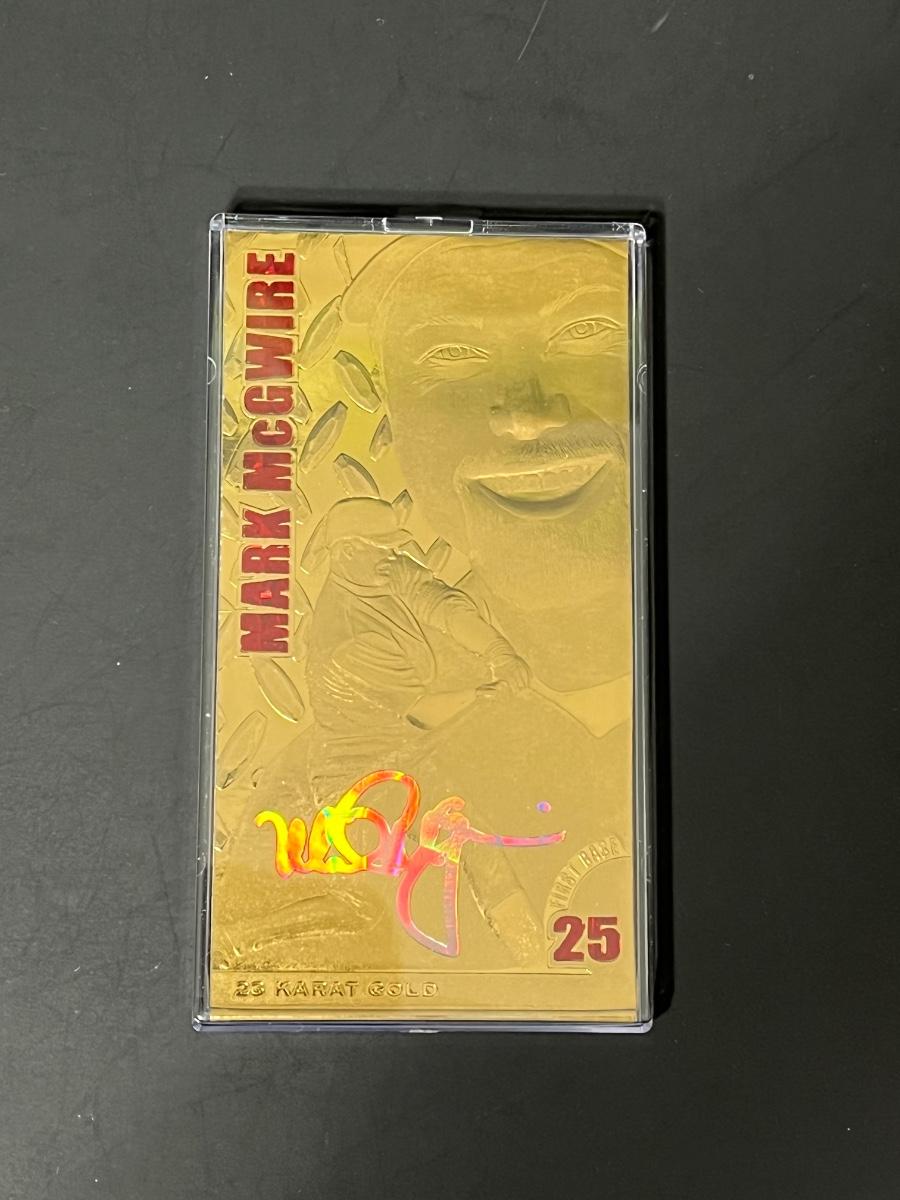 MARK McGWIRE
FIRST BASE
25
23 KARAT GOLD